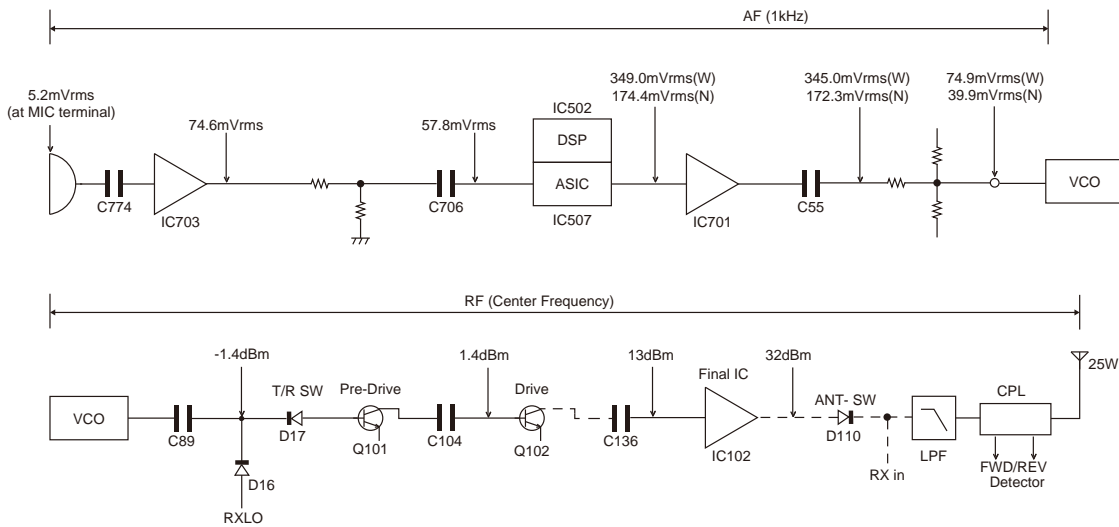 AF (1kHz)
5.2mVrms
(at MIC terminal)
74.6mVrms
57.8mVrms
349.0mVrms(W)
174.4mVrms(N)
345.0mVrms(W)
172.3mVrms(N)
74.9mVrms(W)
39.9mVrms(N)
IC502
DSP
ASIC
IC507
VCO
C774
IC703
C706
IC701
C55
RF (Center Frequency)
-1.4dBm
1.4dBm
13dBm
32dBm
25W
T/R SW
Pre-Drive
Drive
Final IC
ANT- SW
CPL
VCO
C89
D17
Q101
C104
Q102
C136
IC102
D110
LPF
RX in
FWD/REV
Detector
D16
RXLO